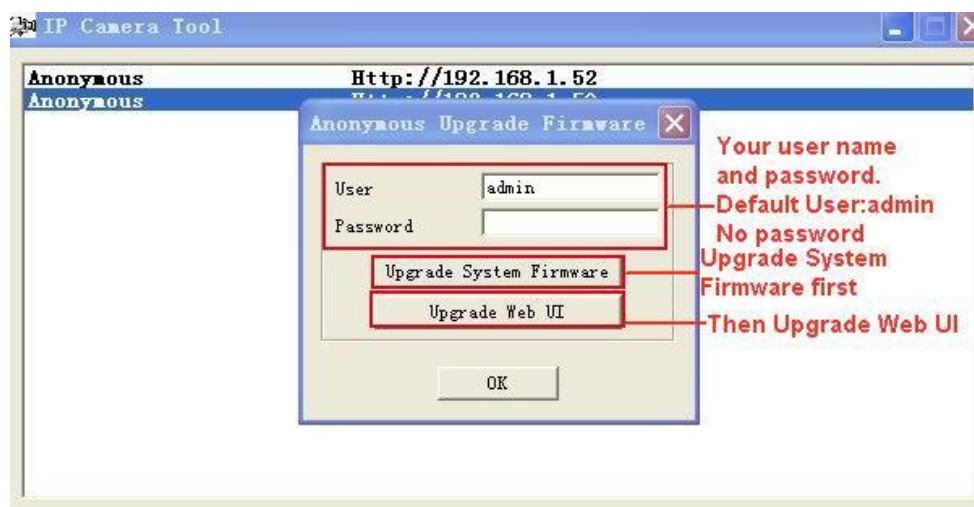 IP Camera Tool
Anonymous Http://192.168.1.52
Anonymous
Anonymous Upgrade Firmware
User admin
Password
Upgrade System Firmware
Upgrade Web UI
OK
Your user name
and password.
Default User:admin
No password
Upgrade System
Firmware first
Then Upgrade Web UI